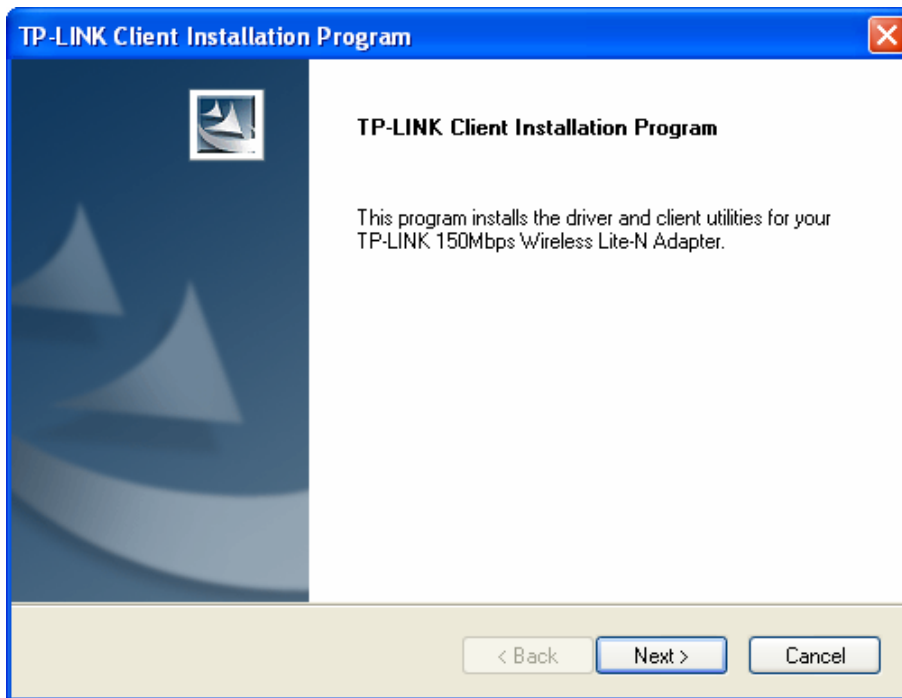 TP-LINK Client Installation Program
TP-LINK Client Installation Program
This program installs the driver and client utilities for your
TP-LINK 150Mbps Wireless Lite-N Adapter.
< Back Next > Cancel